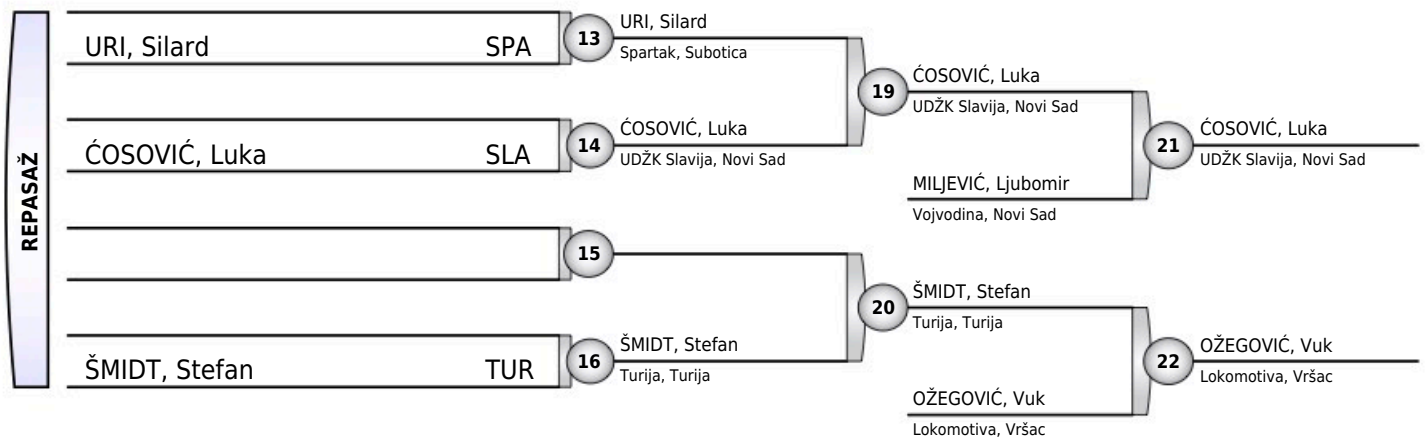 REPASAŽ
URI, Silard SPA
13
URI, Silard
Spartak, Subotica
ĆOSOVIĆ, Luka SLA
14
ĆOSOVIĆ, Luka
UDŽK Slavija, Novi Sad
15
ŠMIDT, Stefan TUR
16
ŠMIDT, Stefan
Turija, Turija
19
ĆOSOVIĆ, Luka
UDŽK Slavija, Novi Sad
MILJEVIĆ, Ljubomir
Vojvodina, Novi Sad
20
ŠMIDT, Stefan
Turija, Turija
OŽEGOVIĆ, Vuk
Lokomotiva, Vršac
21
ĆOSOVIĆ, Luka
UDŽK Slavija, Novi Sad
22
OŽEGOVIĆ, Vuk
Lokomotiva, Vršac